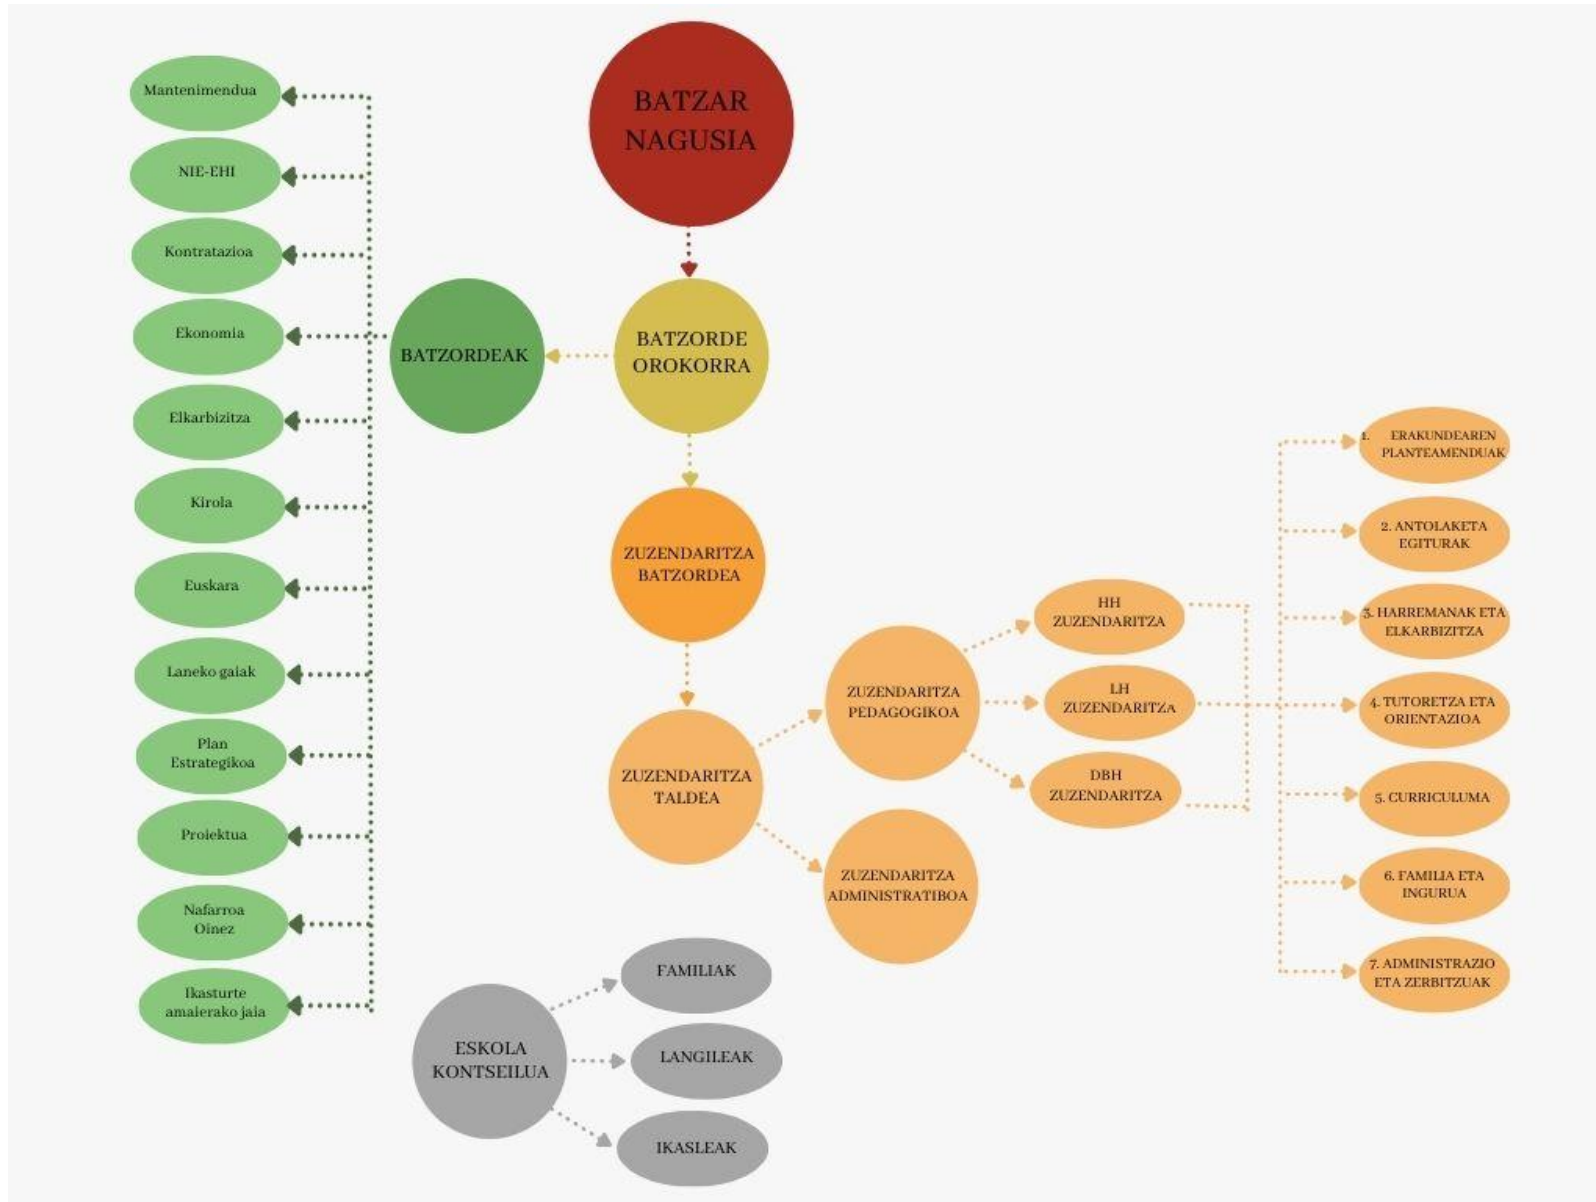 BATZAR
NAGUSIA
BATZORDE
OROKORRA
BATZORDEAK
Mantenimendua
NIE-EHI
Kontratazioa
Ekonomia
Elkarbizitza
Kirola
Euskara
Laneko gaiak
Plan
Estrategikoa
Proiektua
Nafarroa
Oinez
Ikasturte
amaierako jaia
ZUZENDARITZA
BATZORDEA
ZUZENDARITZA
TALDEA
ZUZENDARITZA
PEDAGOGIKOA
ZUZENDARITZA
ADMINISTRATIBOA
HH
ZUZENDARITZA
LH
ZUZENDARITZA
DBH
ZUZENDARITZA
1. ERAKUNDEAREN
PLANTEAMENDUAK
2. ANTOLAKETA
EGITURAK
3. HARREMANAK ETA
ELKARBIZITZA
4. TUTORETZA ETA
ORIENTAZIOA
5. CURRICULUMA
6. FAMILIA ETA
INGURUA
7. ADMINISTRAZIO
ETA ZERBITZUAK
ESKOLA
KONTSEILUA
FAMILIAK
LANGILEAK
IKASLEAK